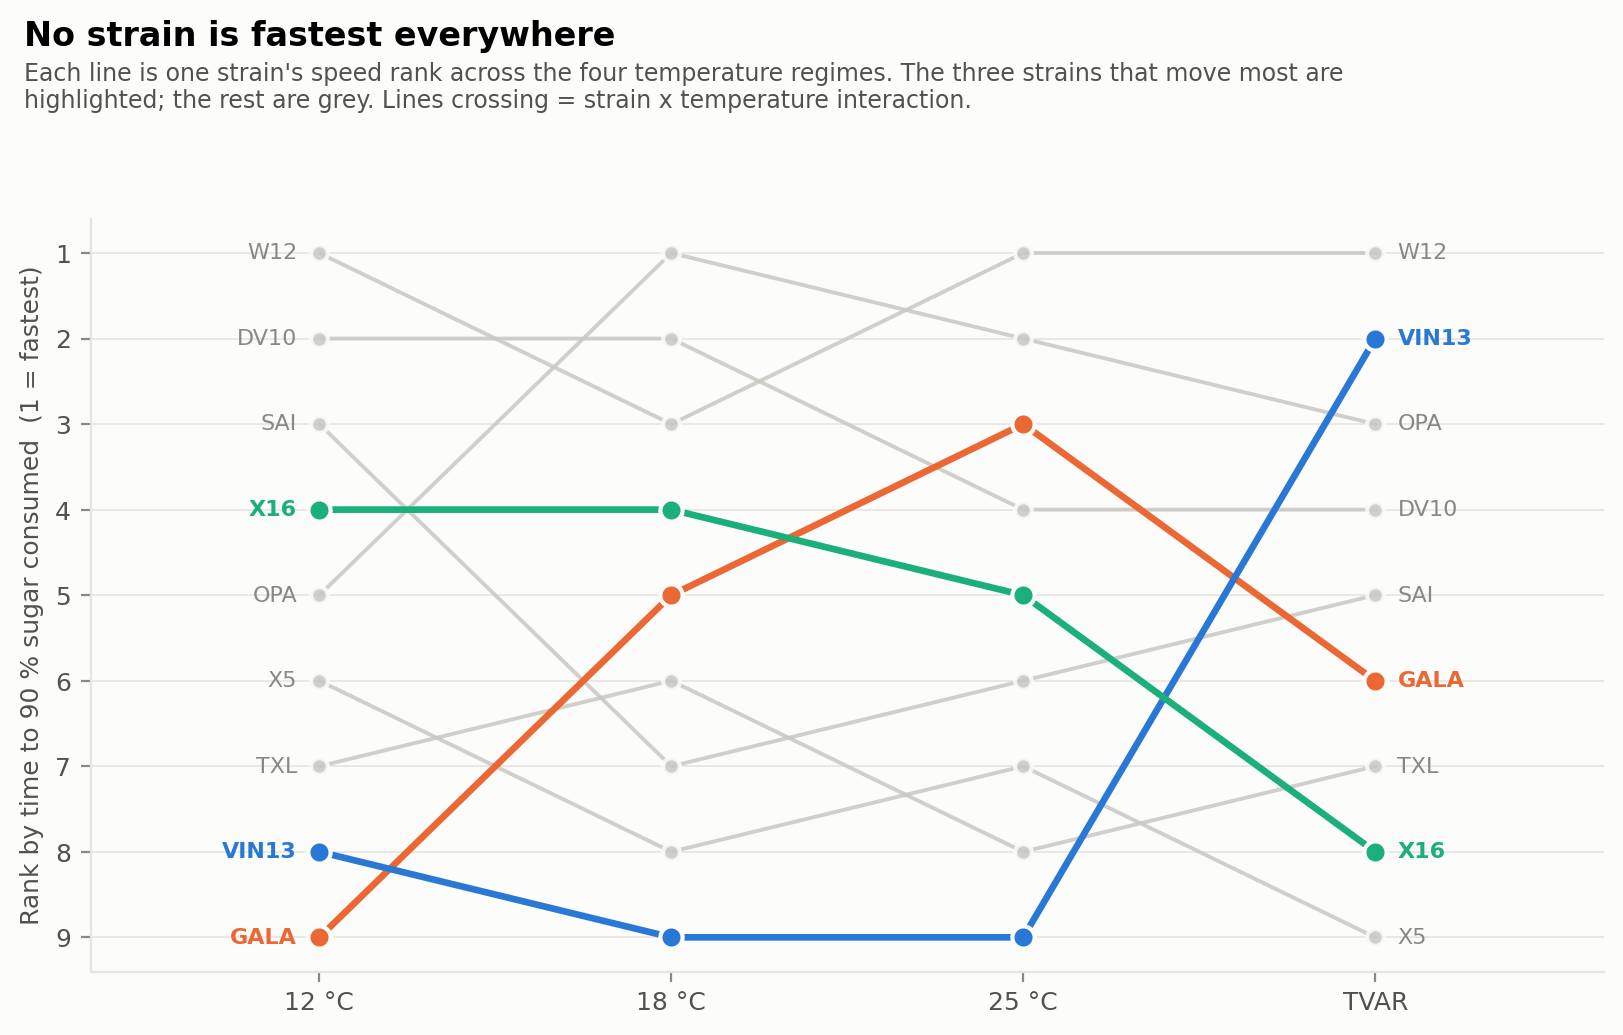 No strain is fastest everywhere
Each line is one strain's speed rank across the four temperature regimes. The three strains that move most are
highlighted; the rest are grey. Lines crossing = strain x temperature interaction.
Rank by time to 90 % sugar consumed (1 = fastest)
1
2
3
4
5
6
7
8
9
W12
DV10
SAI
X16
OPA
X5
TXL
VIN13
GALA
W12
VIN13
OPA
DV10
SAI
GALA
TXL
X16
X5
12 °C
18 °C
25 °C
TVAR